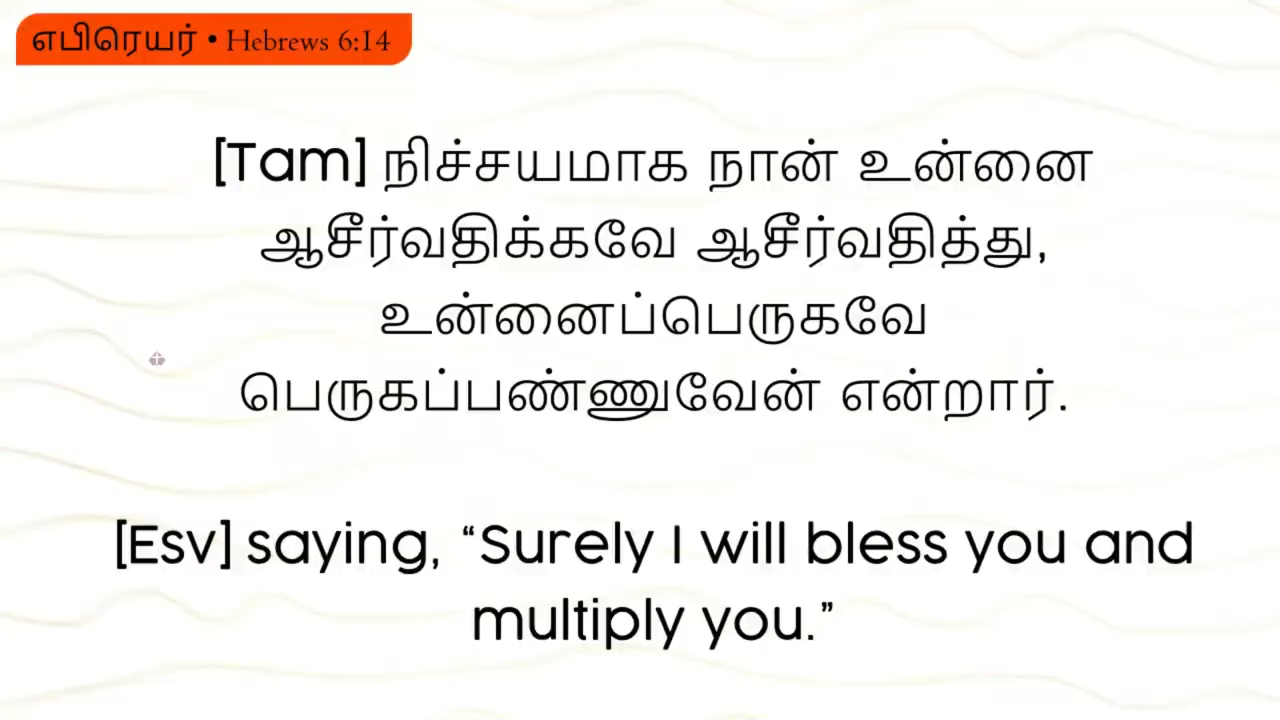 எபிரெயர் • Hebrews 6:14
[Tam] நிச்சயமாக நான் உன்னை
ஆசீர்வதிக்கவே ஆசீர்வதித்து,
உன்னைப்பெருகவே
பெருகப்பண்ணுவேன் என்றார்.
[Esv] saying, “Surely I will bless you and
multiply you.”